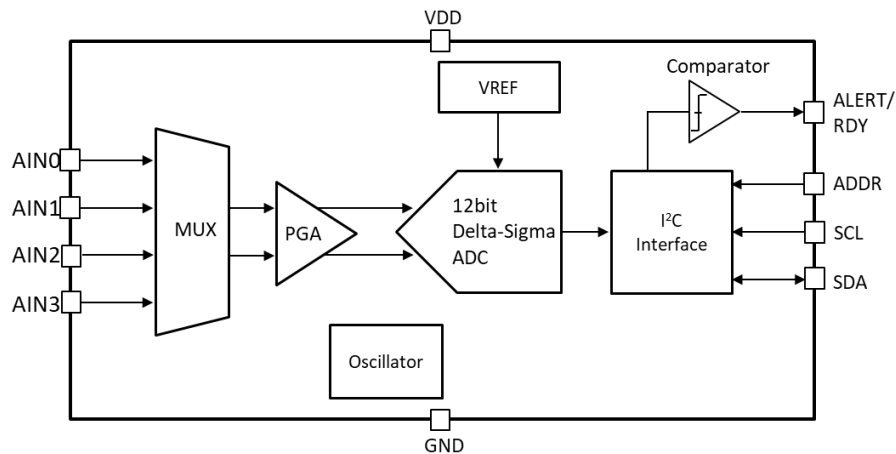 VDD
Comparator
VREF
ALERT/
RDY
AIN0
AIN1
AIN2
AIN3
MUX
PGA
12bit
Delta-Sigma
ADC
I²C
Interface
ADDR
SCL
SDA
Oscillator
GND